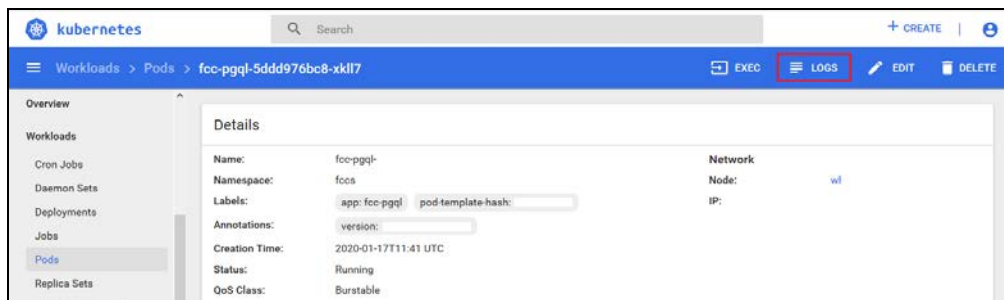 kubernetes
Search
+ CREATE |
Workloads > Pods > fcc-pgql-5ddd976bc8-xkll7
EXEC
LOGS
EDIT
DELETE
Overview
Workloads
Cron Jobs
Daemon Sets
Deployments
Jobs
Pods
Replica Sets
Details
Name: fcc-pgql-
Namespace: fccs
Labels: app: fcc-pgql pod-template-hash:
Annotations: version:
Creation Time: 2020-01-17T11:41 UTC
Status: Running
QoS Class: Burstable
Network
Node: wl
IP: